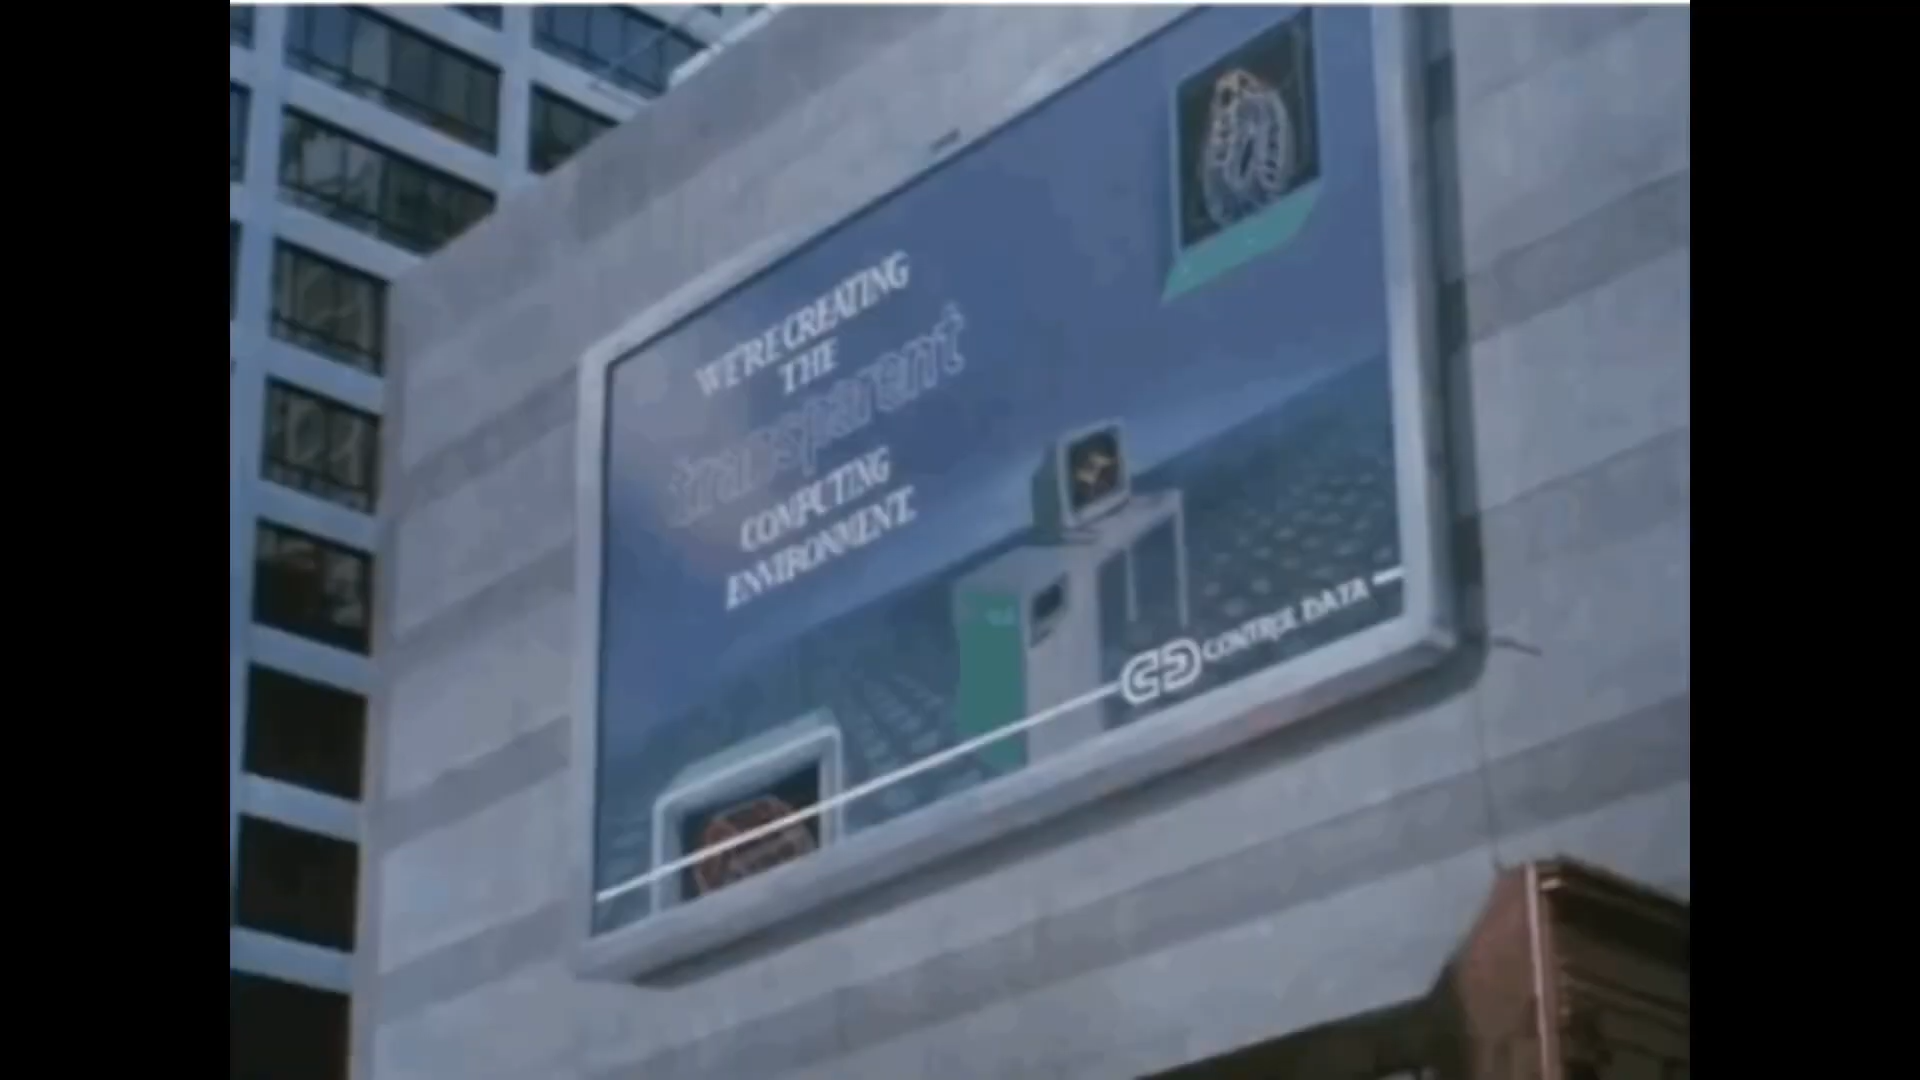 WE'RE CREATING
THE
transparent
COMPUTING
ENVIRONMENT.
CONTROL DATA